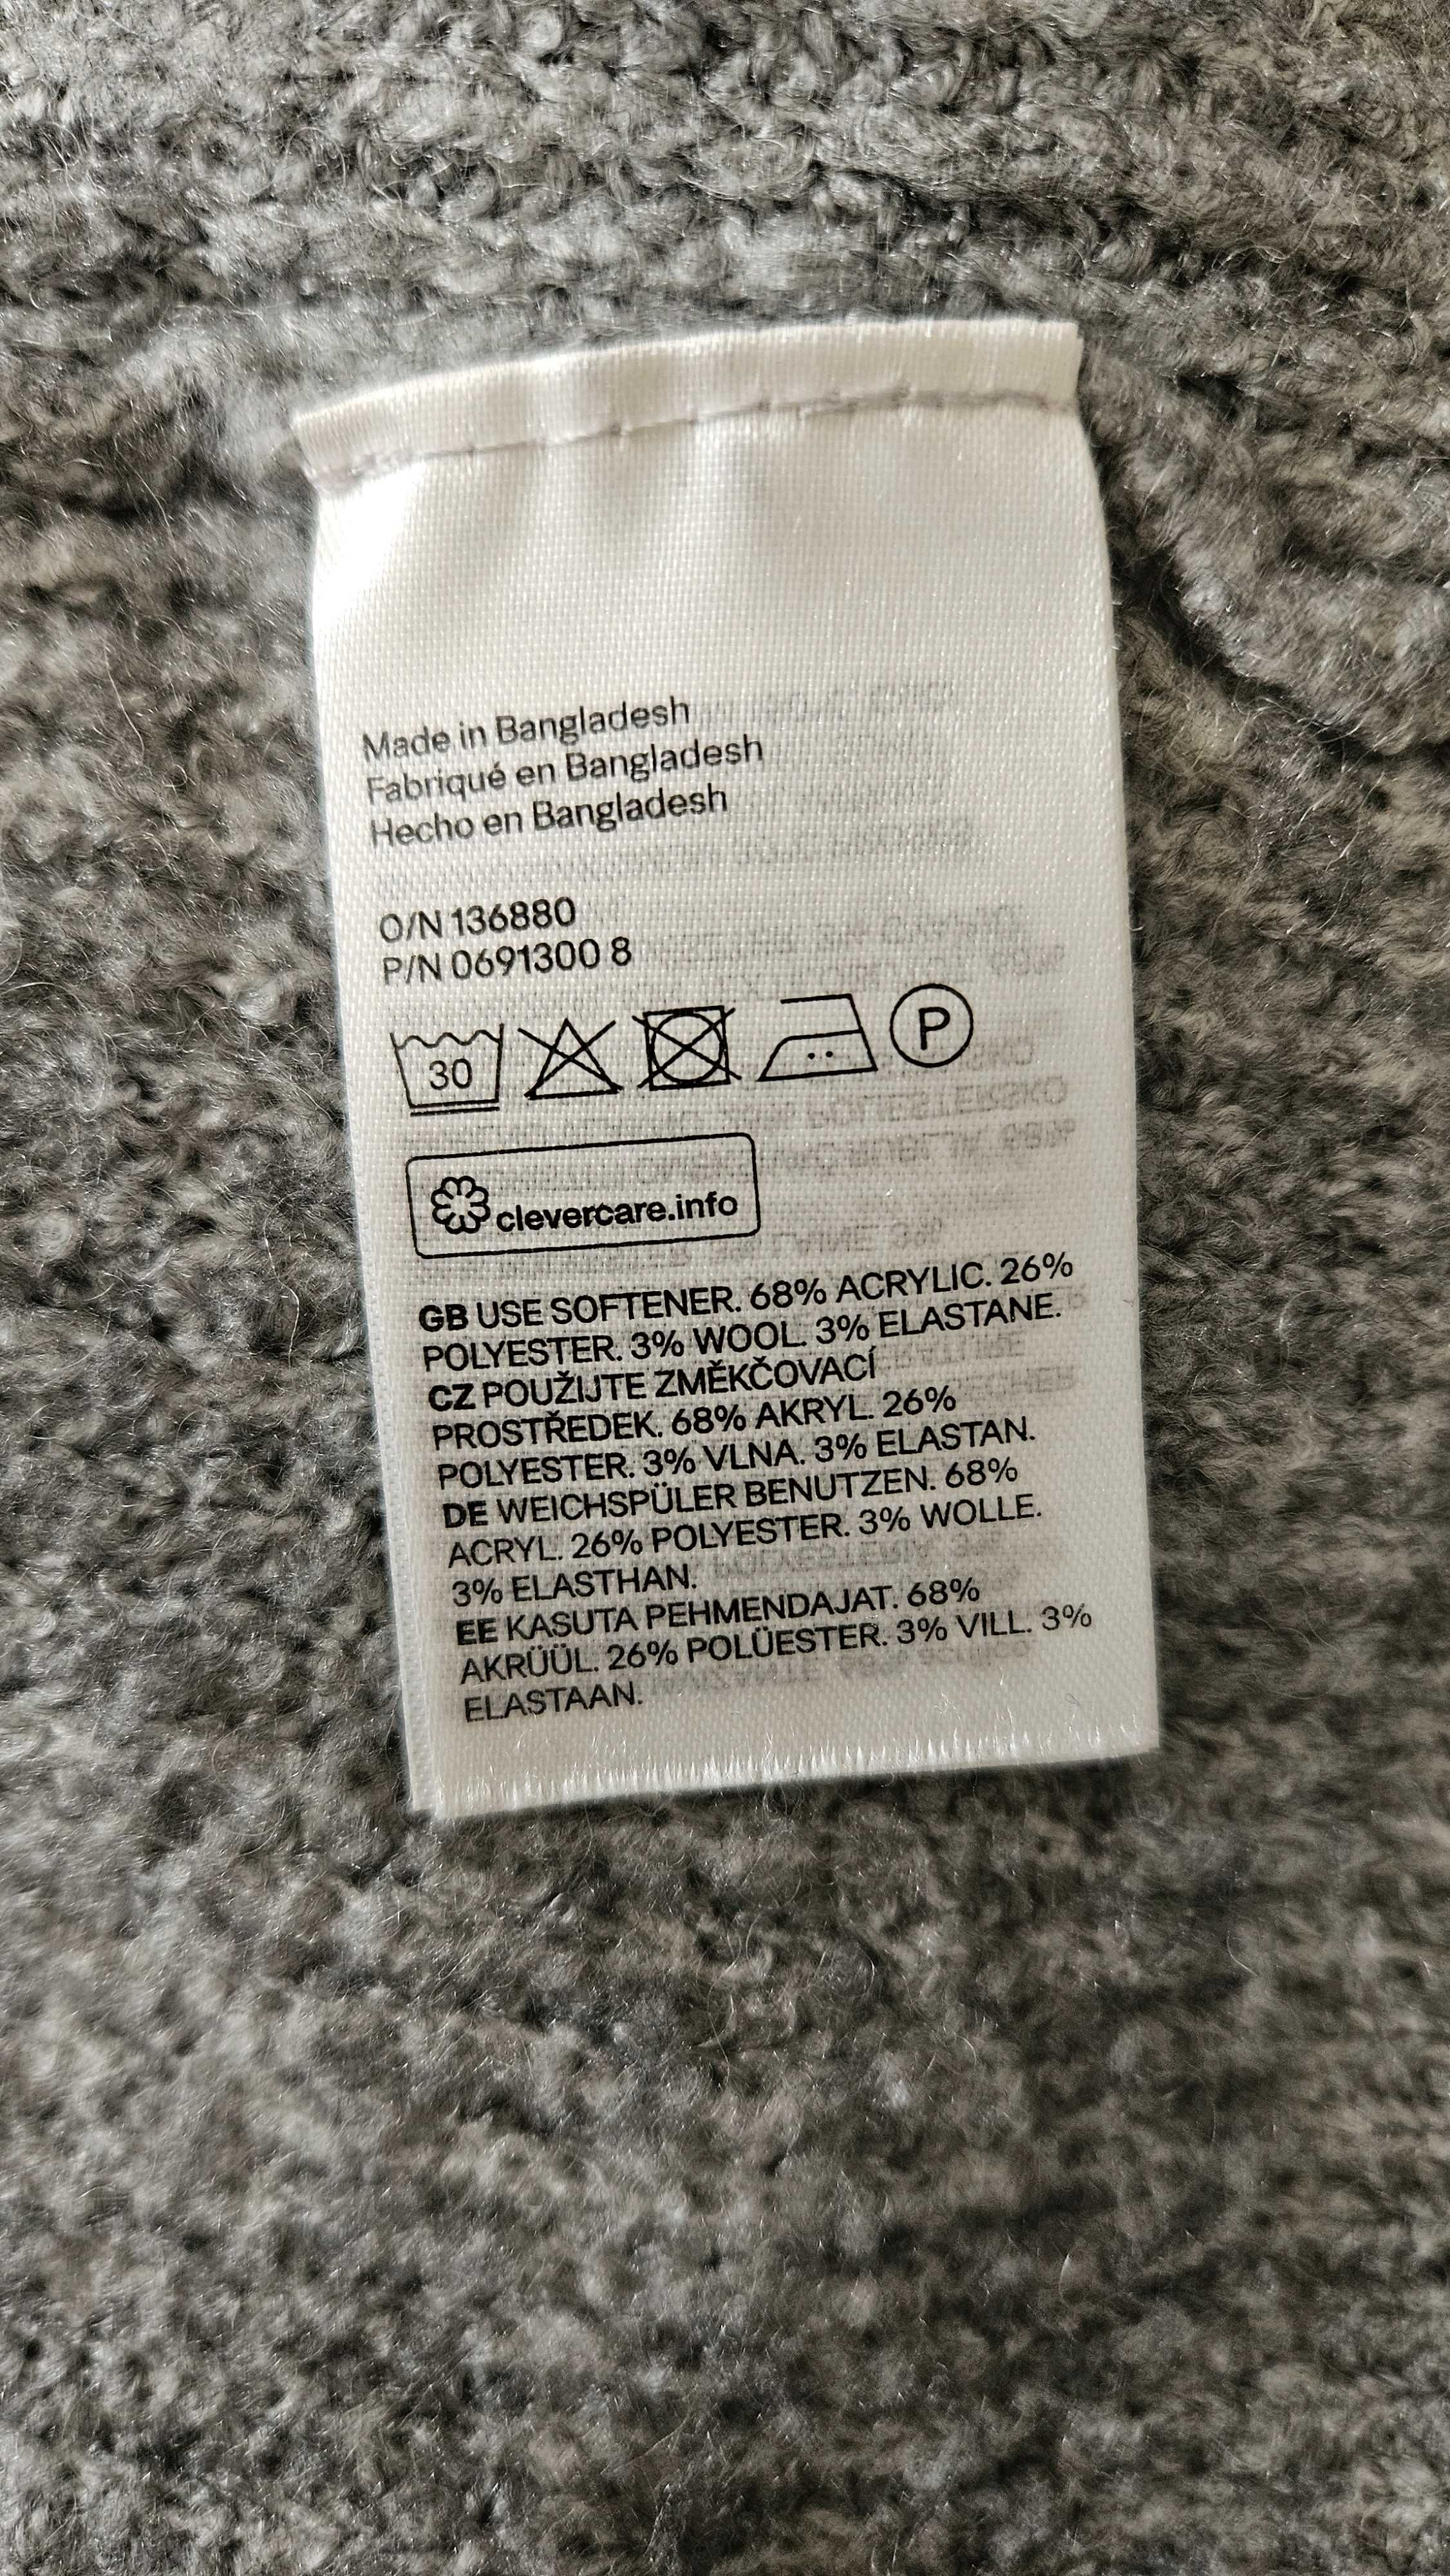 Made in Bangladesh
Fabriqué en Bangladesh
Hecho en Bangladesh
O/N 136880
P/N 0691300 8
30 P
clevercare.info
GB USE SOFTENER. 68% ACRYLIC. 26%
POLYESTER. 3% WOOL. 3% ELASTANE.
CZ POUŽIJTE ZMĚKČOVACÍ
PROSTŘEDEK. 68% AKRYL. 26%
POLYESTER. 3% VLNA. 3% ELASTAN.
DE WEICHSPÜLER BENUTZEN. 68%
ACRYL. 26% POLYESTER. 3% WOLLE.
3% ELASTHAN.
EE KASUTA PEHMENDAJAT. 68%
AKRÜÜL. 26% POLÜESTER. 3% VILL. 3%
ELASTAAN.